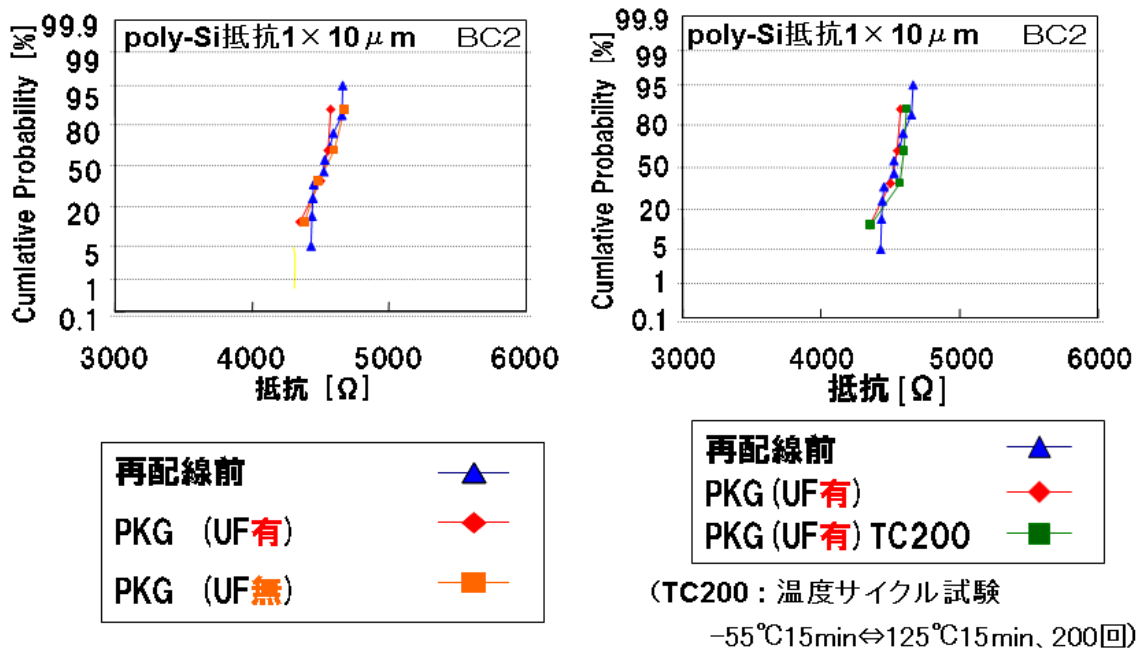 poly-Si抵抗1×10μm BC2
Cumlative Probability [%]
99.9
99
95
80
50
20
5
1
0.1
3000 4000 5000 6000
抵抗 [Ω]
再配線前
PKG (UF有)
PKG (UF無)
poly-Si抵抗1×10μm BC2
Cumlative Probability [%]
99.9
99
95
80
50
20
5
1
0.1
3000 4000 5000 6000
抵抗[Ω]
再配線前
PKG(UF有)
PKG(UF有)TC200
(TC200:温度サイクル試験
-55℃15min⇔125℃15min、200回)